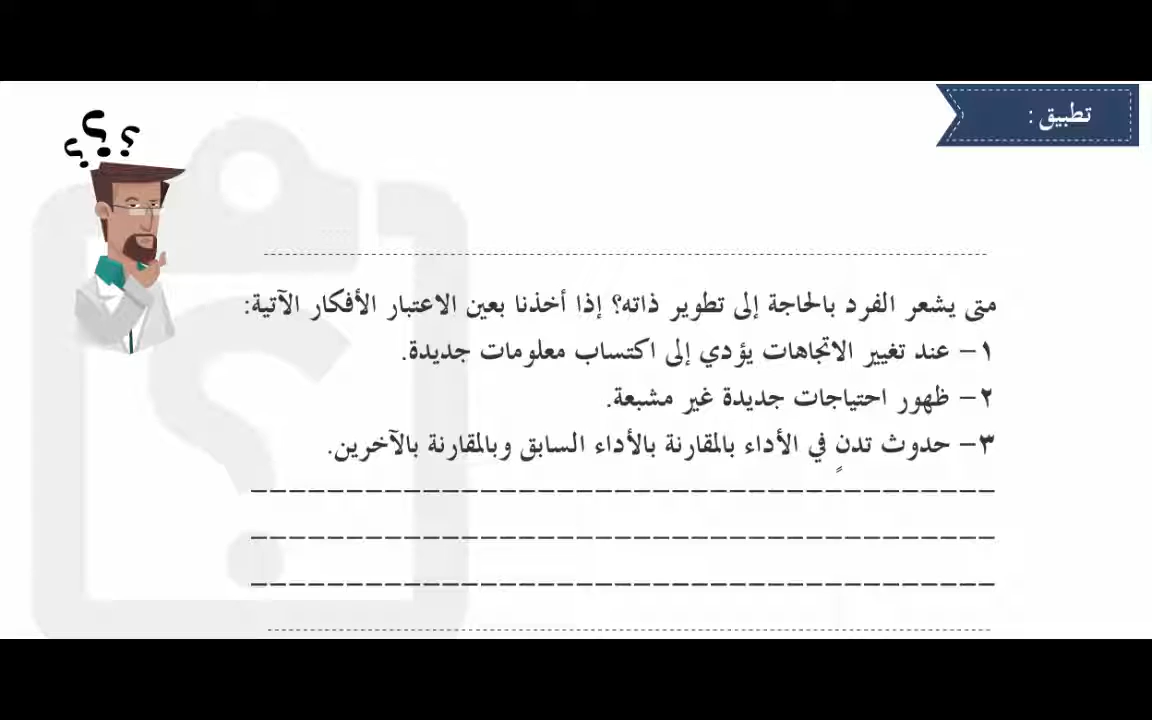 تطبيق :
متى يشعر الفرد بالحاجة إلى تطوير ذاته؟ إذا أخذنا بعين الاعتبار الأفكار الآتية:
١- عند تغيير الاتجاهات يؤدي إلى اكتساب معلومات جديدة.
٢- ظهور احتياجات جديدة غير مشبعة.
٣- حدوث تدنٍ في الأداء بالمقارنة بالأداء السابق وبالمقارنة بالآخرين.